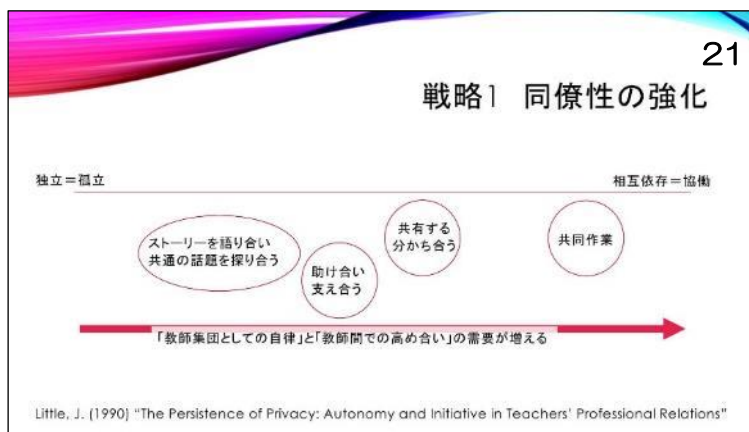 21
戦略1 同僚性の強化
独立＝孤立
相互依存＝協働
ストーリーを語り合い
共通の話題を探り合う
助け合い
支え合う
共有する
分かち合う
共同作業
「教師集団としての自律」と「教師間での高め合い」の需要が増える
Little, J. (1990) “The Persistence of Privacy: Autonomy and Initiative in Teachers’ Professional Relations”